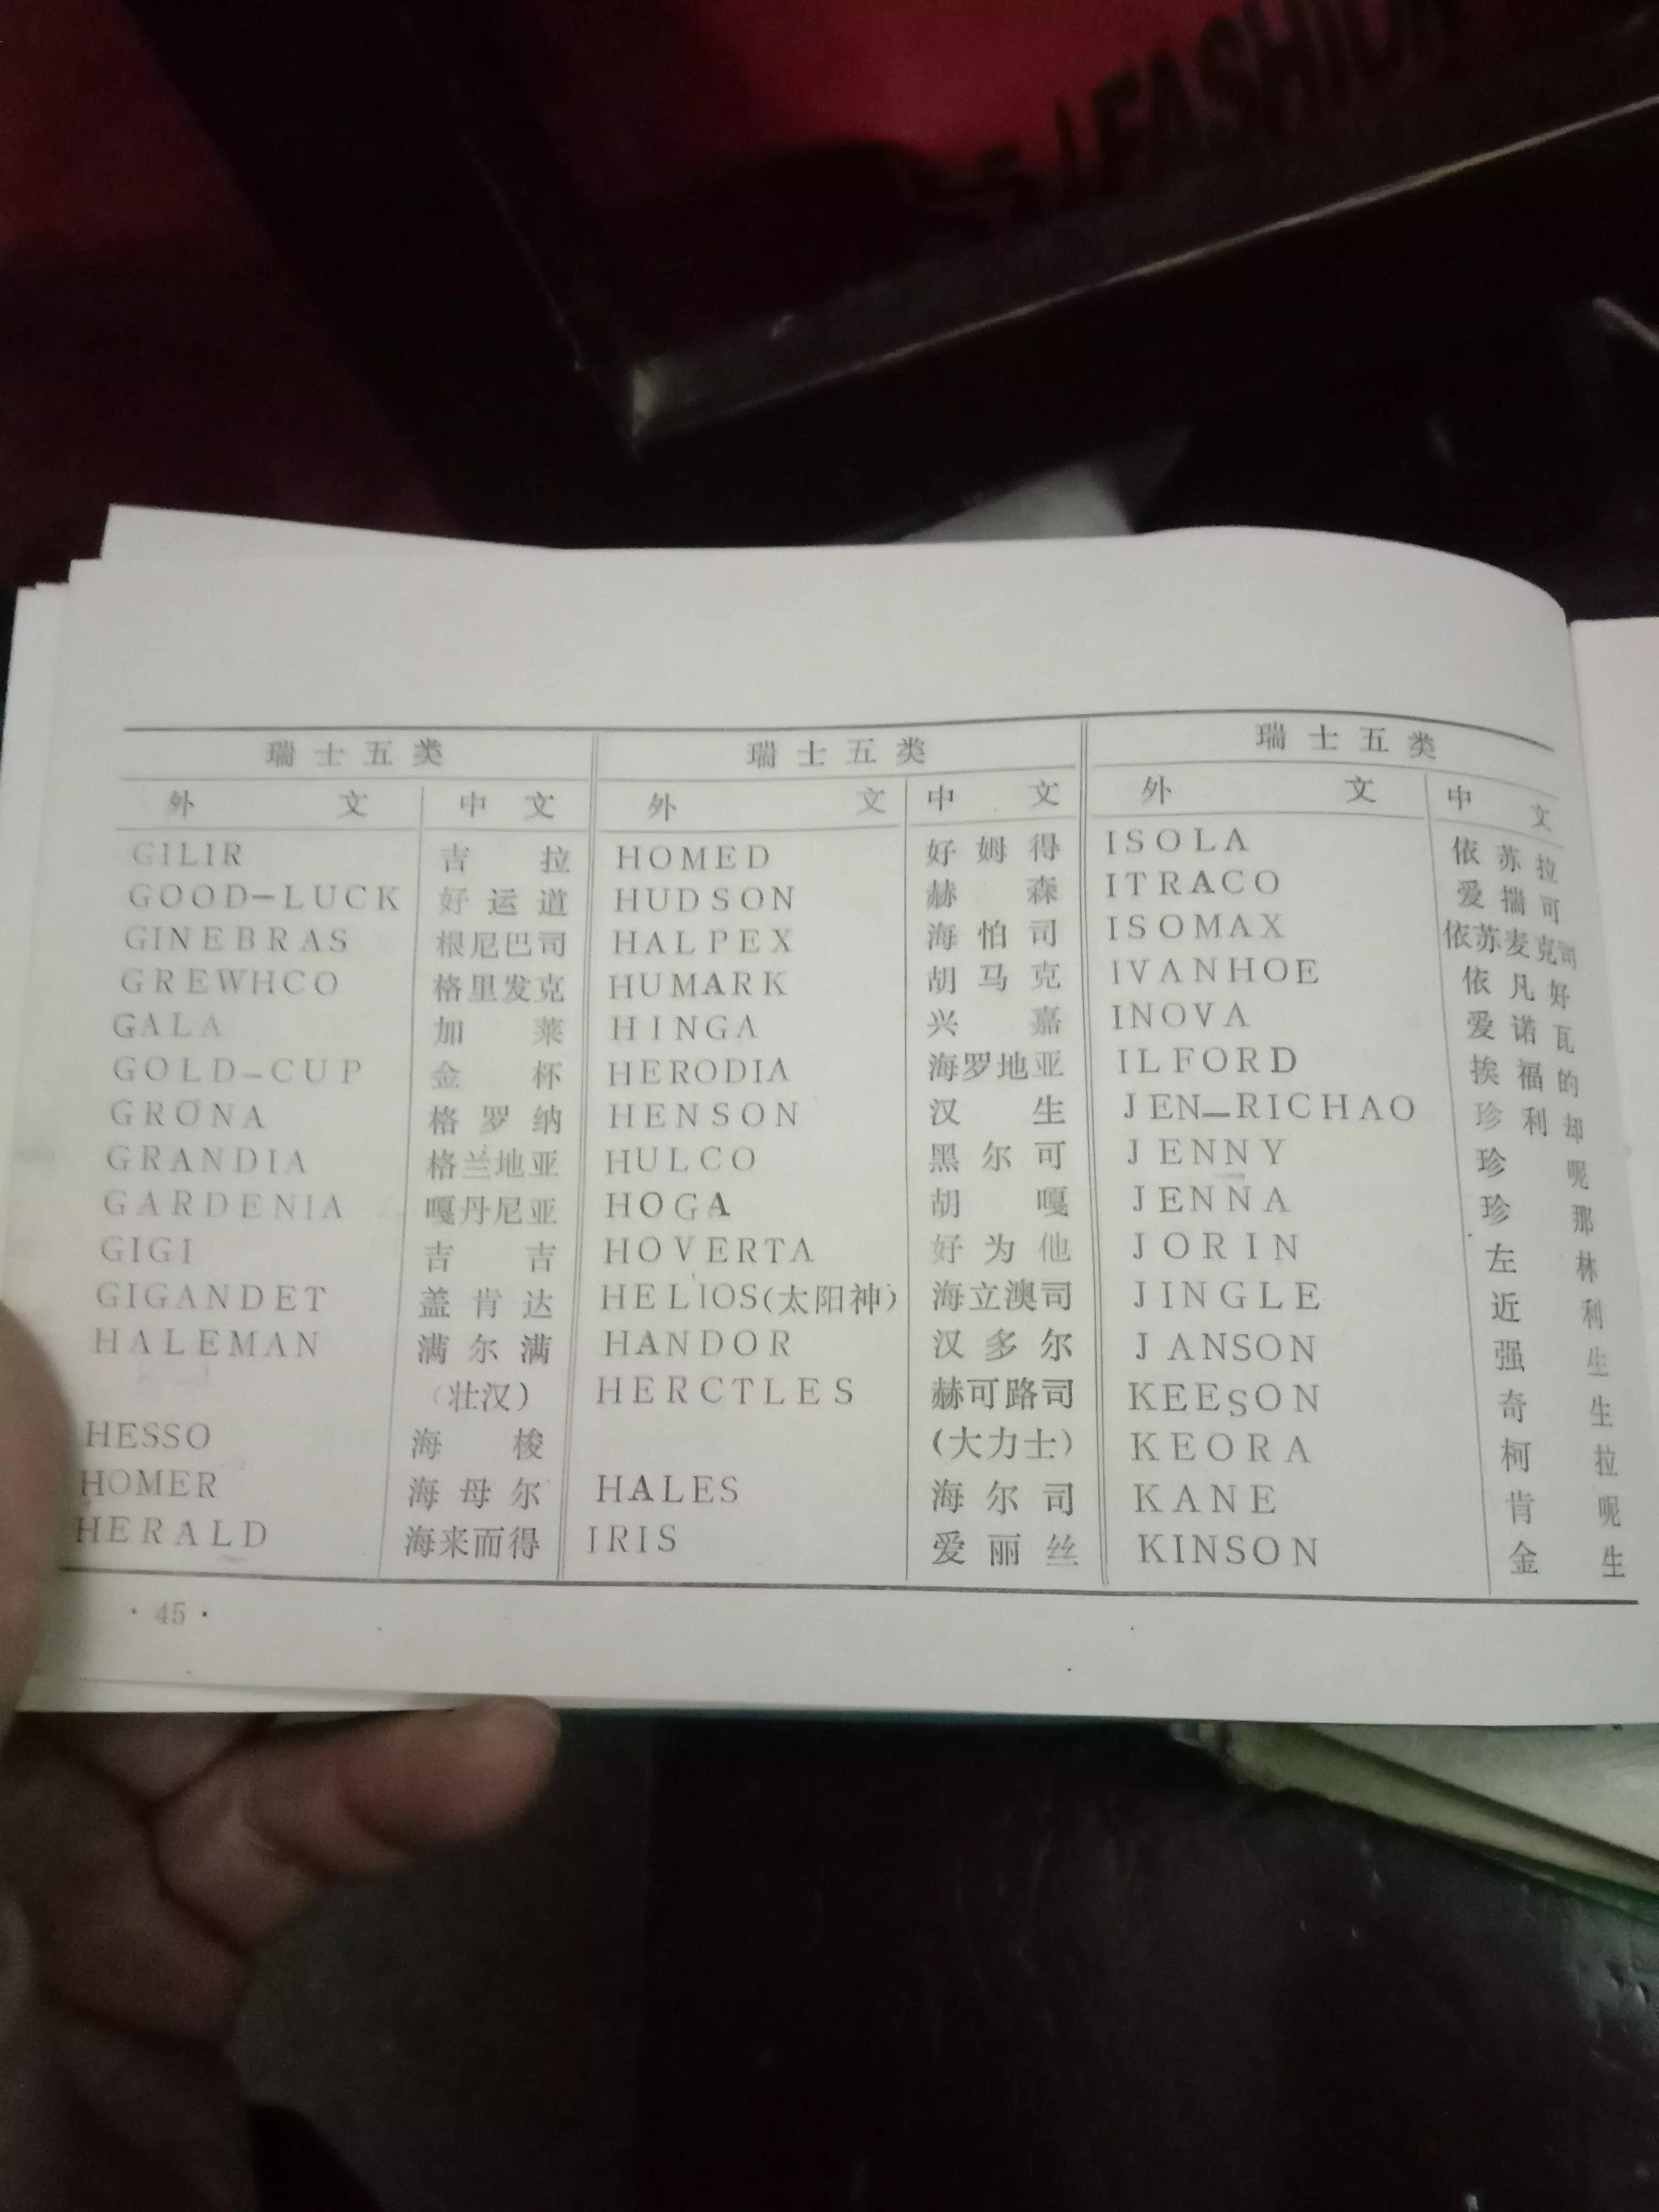 FASHION
瑞士五类 瑞士五类 瑞士五类
外文 中文 外文 中文 外文 中文
GILIR 吉拉 HOMED 好姆得 ISOLA 依苏拉
GOOD-LUCK 好运道 HUDSON 赫森 ITRACO 爱揣可
GINEBRAS 根尼巴司 HALPEX 海怕司 ISOMAX 依苏麦克司
GREWHCO 格里发克 HUMARK 胡马克 IVANHOE 依凡好
GALA 加莱 HINGA 兴嘉 INOVA 爱诺瓦
GOLD-CUP 金杯 HERODIA 海罗地亚 ILFORD 挨福的
GRONA 格罗纳 HENSON 汉生 JEN-RICHAO 珍利却
GRANDIA 格兰地亚 HULCO 黑尔可 JENNY 珍呢
GARDENIA 嘎丹尼亚 HOGA 胡嘎 JENNA 珍那
GIGI 吉吉 HOVERTA 好为他 JORIN 左林
GIGANDET 盖肯达 HELIOS(太阳神) 海立澳司 JINGLE 近利
HALEMAN 满尔满 HANDOR 汉多尔 JANSON 强生
(壮汉) HERCTLES 赫可路司 KEESON 奇生
HESSO 海梭 (大力士) KEORA 柯拉
HOMER 海母尔 HALES 海尔司 KANE 肯呢
HERALD 海来而得 IRIS 爱丽丝 KINSON 金生
·45·